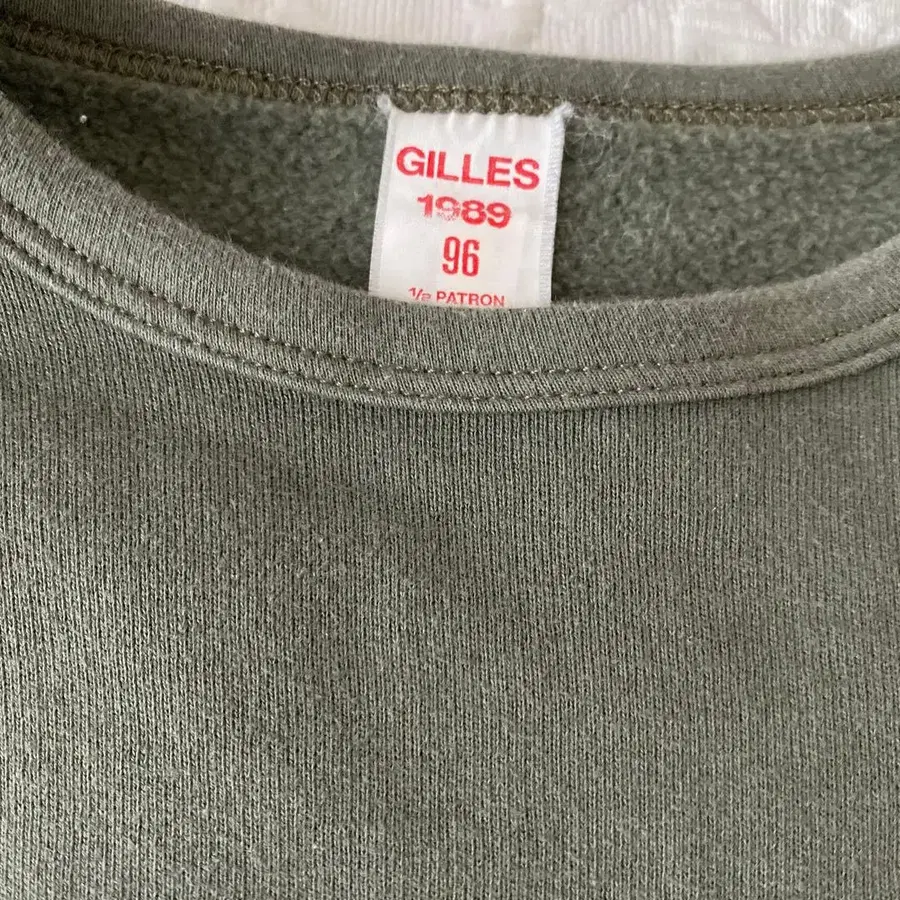 GILLES
1989
96
1/2 PATRON